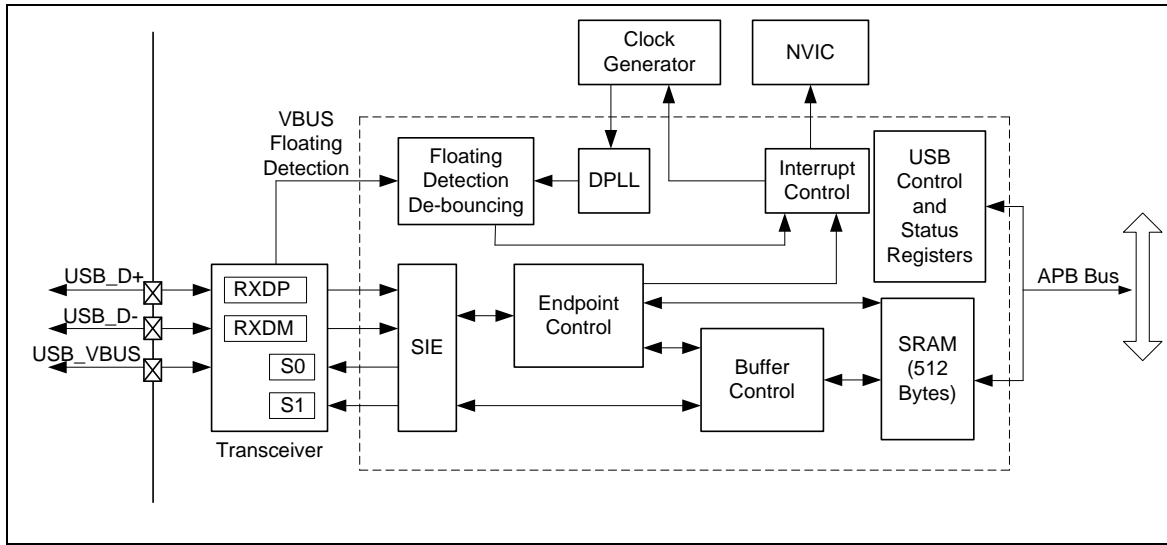 Clock
Generator
NVIC
VBUS
Floating
Detection
Floating
Detection
De-bouncing
DPLL
Interrupt
Control
USB
Control
and
Status
Registers
USB_D+
USB_D-
USB_VBUS
RXDP
RXDM
S0
S1
Transceiver
SIE
Endpoint
Control
Buffer
Control
SRAM
(512
Bytes)
APB Bus